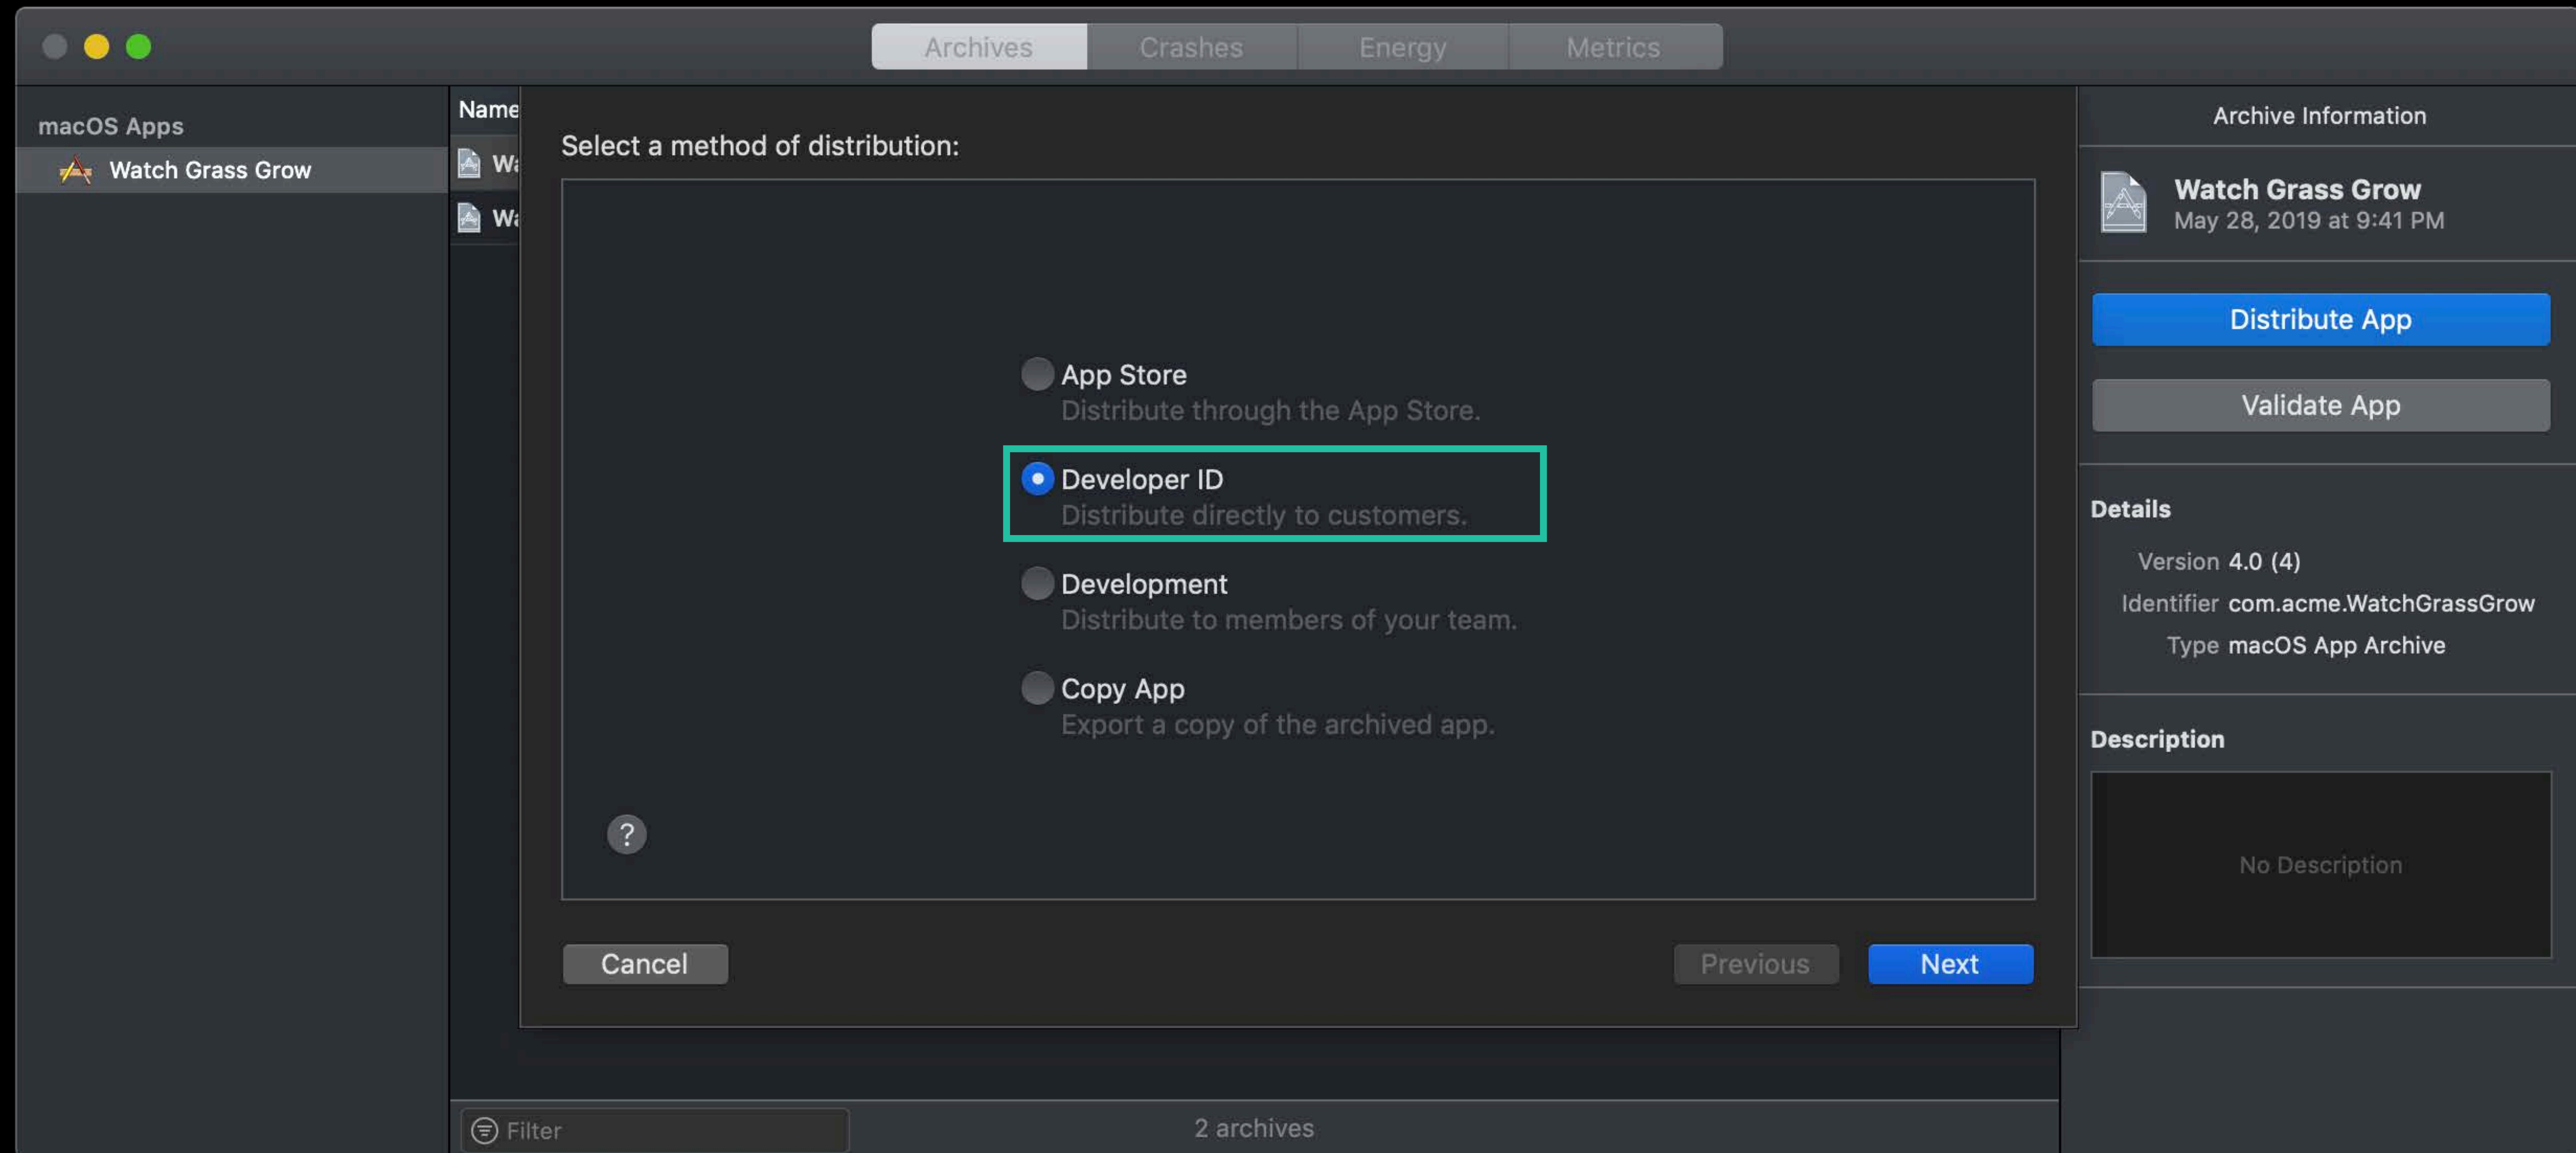 Archives
Crashes
Energy
Metrics
macOS Apps
Watch Grass Grow
Name
Select a method of distribution:
App Store
Distribute through the App Store.
Developer ID
Distribute directly to customers.
Development
Distribute to members of your team.
Copy App
Export a copy of the archived app.
?
Cancel
Previous
Next
Filter
2 archives
Archive Information
Watch Grass Grow
May 28, 2019 at 9:41 PM
Distribute App
Validate App
Details
Version 4.0 (4)
Identifier com.acme.WatchGrassGrow
Type macOS App Archive
Description
No Description